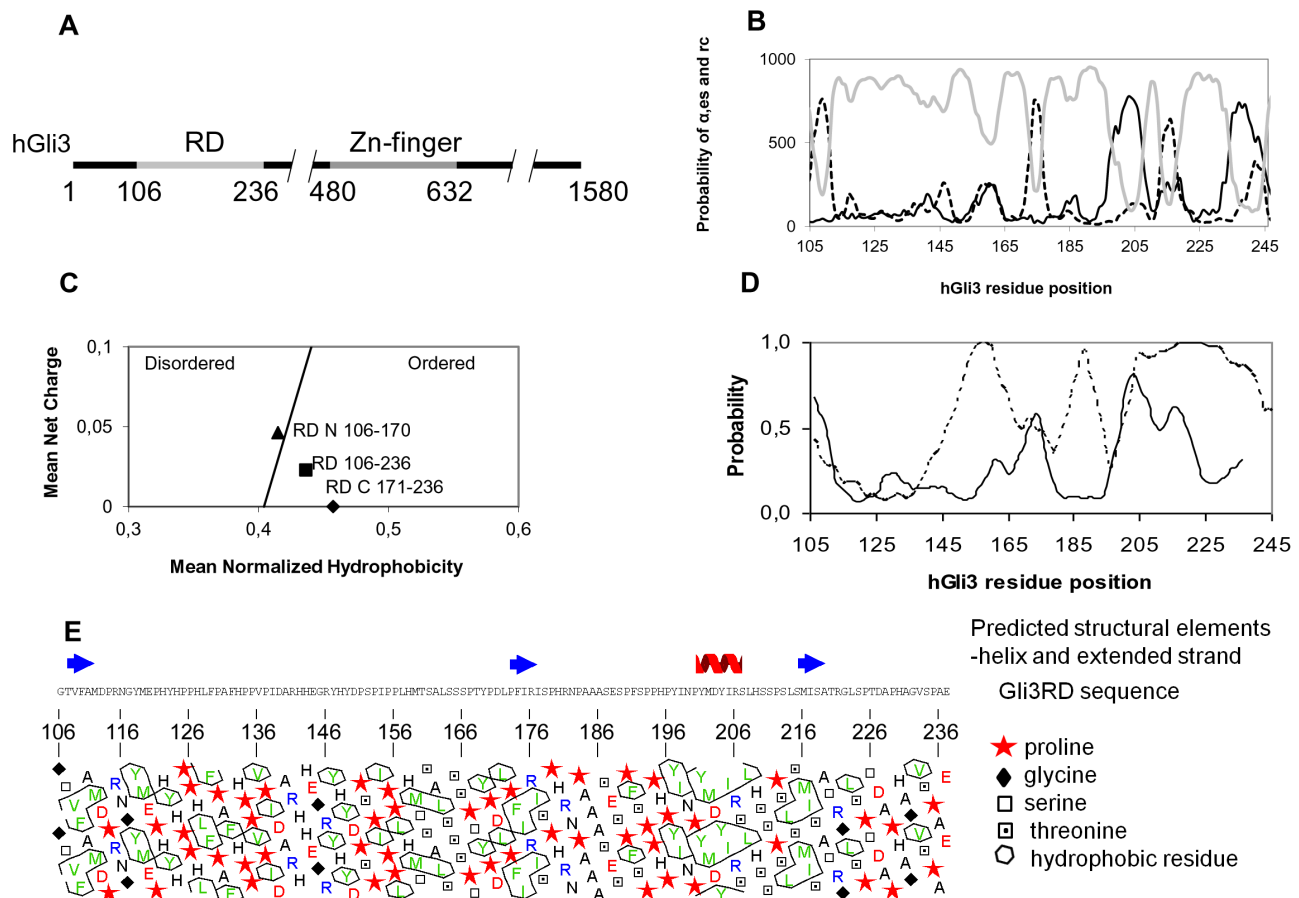 A
hGli3 RD Zn-finger
1 106 236 480 632 1580
B
Probability of α,es and rc
1000
500
0
105 125 145 165 185 205 225 245
hGli3 residue position
C
Mean Net Charge
0,1
0,05
0
Disordered Ordered
RD N 106-170
RD 106-236
RD C 171-236
0,3 0,4 0,5 0,6
Mean Normalized Hydrophobicity
D
Probability
1,0
0,5
0,0
105 125 145 165 185 205 225 245
hGli3 residue position
E
Predicted structural elements
-helix and extended strand
GTVFAMDPRNGYMEPHYHPPHLFPAFHPPVPIDARHHEGRYHYDPSPIPPLHMTSALSSSPTYPDLPFIRISPHRNPAAASESPFSPPHPYINPYMDYIRSLHSSPSLSMISATRGLSPTDAPHAGVSPAE
Gli3RD sequence
106 116 126 136 146 156 166 176 186 196 206 216 226 236
proline
glycine
serine
threonine
hydrophobic residue